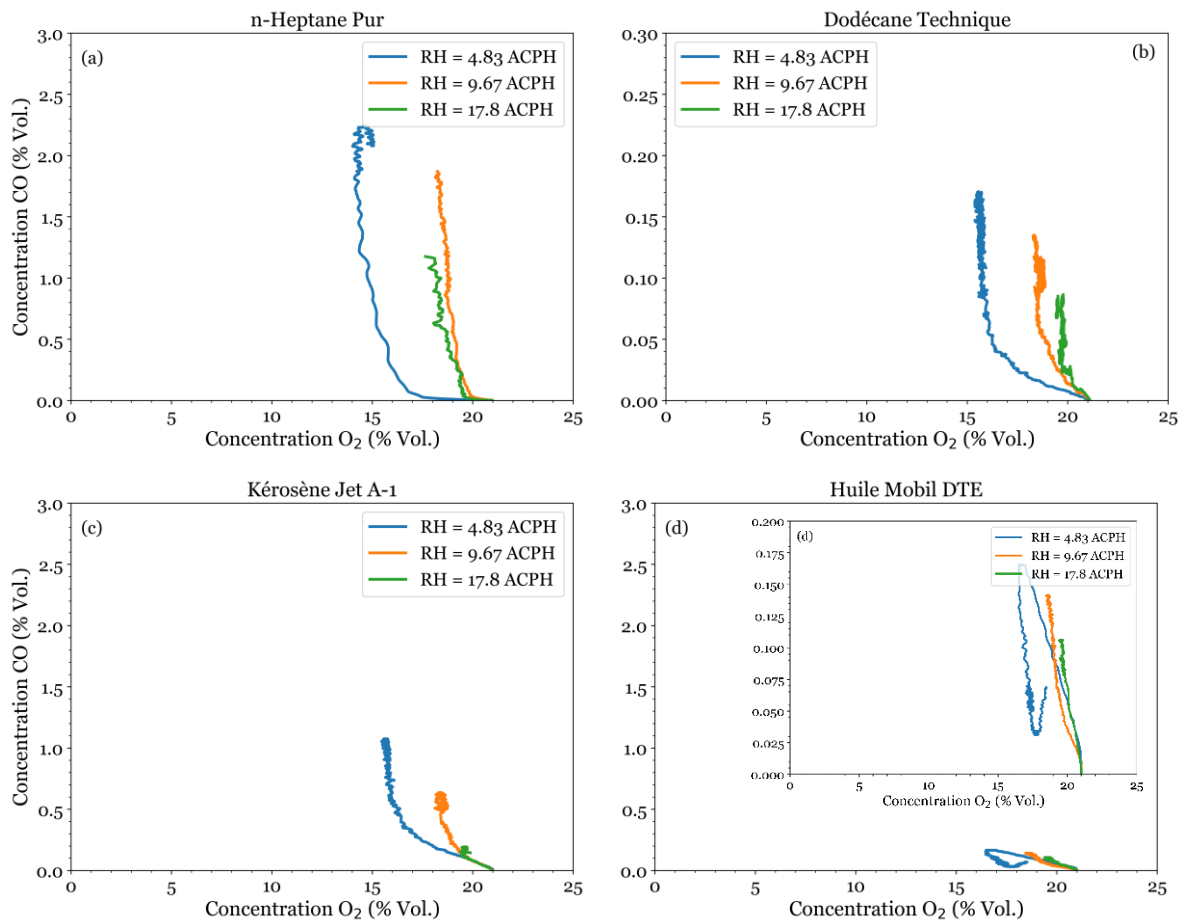 n-Heptane Pur
(a)
RH = 4.83 ACPH
RH = 9.67 ACPH
RH = 17.8 ACPH
3.0
2.5
2.0
1.5
1.0
0.5
0.0
Concentration CO (% Vol.)
0 5 10 15 20 25
Concentration O₂ (% Vol.)
Dodécane Technique
(b)
RH = 4.83 ACPH
RH = 9.67 ACPH
RH = 17.8 ACPH
0.30
0.25
0.20
0.15
0.10
0.05
0.00
0 5 10 15 20 25
Concentration O₂ (% Vol.)
Kérosène Jet A-1
(c)
RH = 4.83 ACPH
RH = 9.67 ACPH
RH = 17.8 ACPH
3.0
2.5
2.0
1.5
1.0
0.5
0.0
Concentration CO (% Vol.)
0 5 10 15 20 25
Concentration O₂ (% Vol.)
Huile Mobil DTE
(d)
3.0
2.5
2.0
1.5
1.0
0.5
0.0
0 5 10 15 20 25
Concentration O₂ (% Vol.)
(d)
RH = 4.83 ACPH
RH = 9.67 ACPH
RH = 17.8 ACPH
0.200
0.175
0.150
0.125
0.100
0.075
0.050
0.025
0.000
0 5 10 15 20 25
Concentration O₂ (% Vol.)